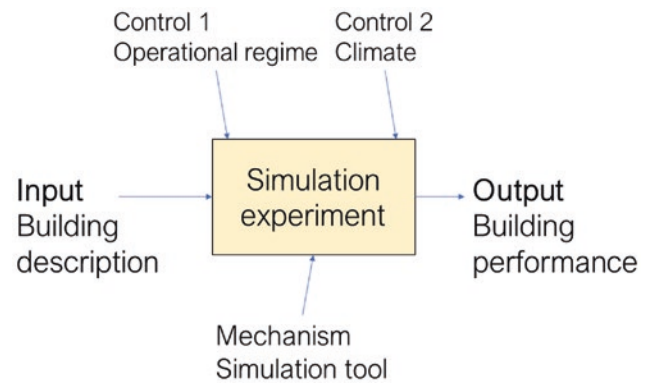 Control 1
Operational regime
Control 2
Climate
Input
Building
description
Simulation
experiment
Output
Building
performance
Mechanism
Simulation tool